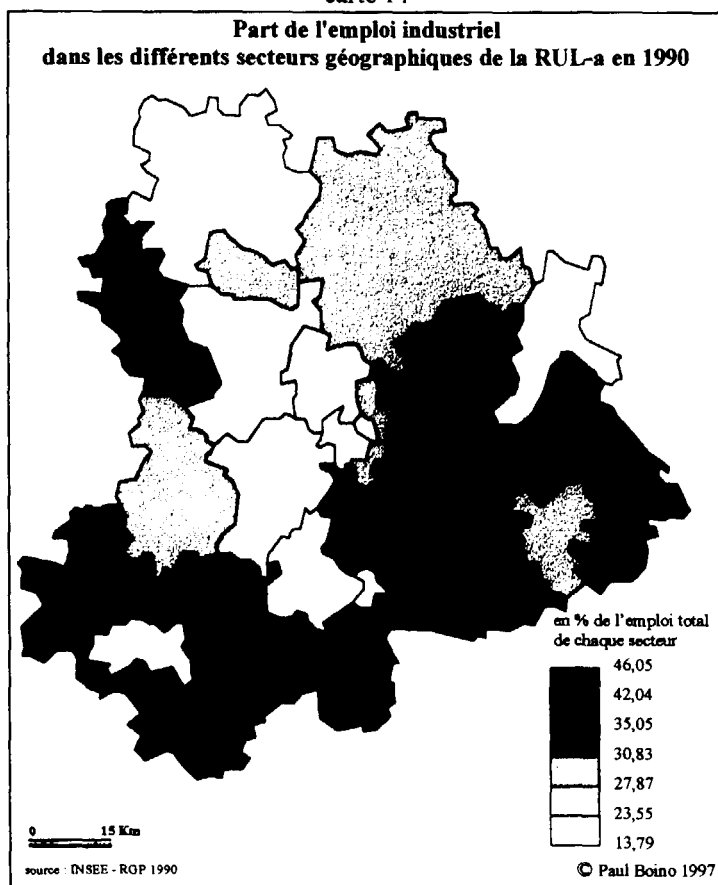 Part de l'emploi industriel
dans les différents secteurs géographiques de la RUL-a en 1990
en % de l'emploi total
de chaque secteur
46,05
42,04
35,05
30,83
27,87
23,55
13,79
0 15 Km
source : INSEE - RGP 1990
© Paul Boino 1997